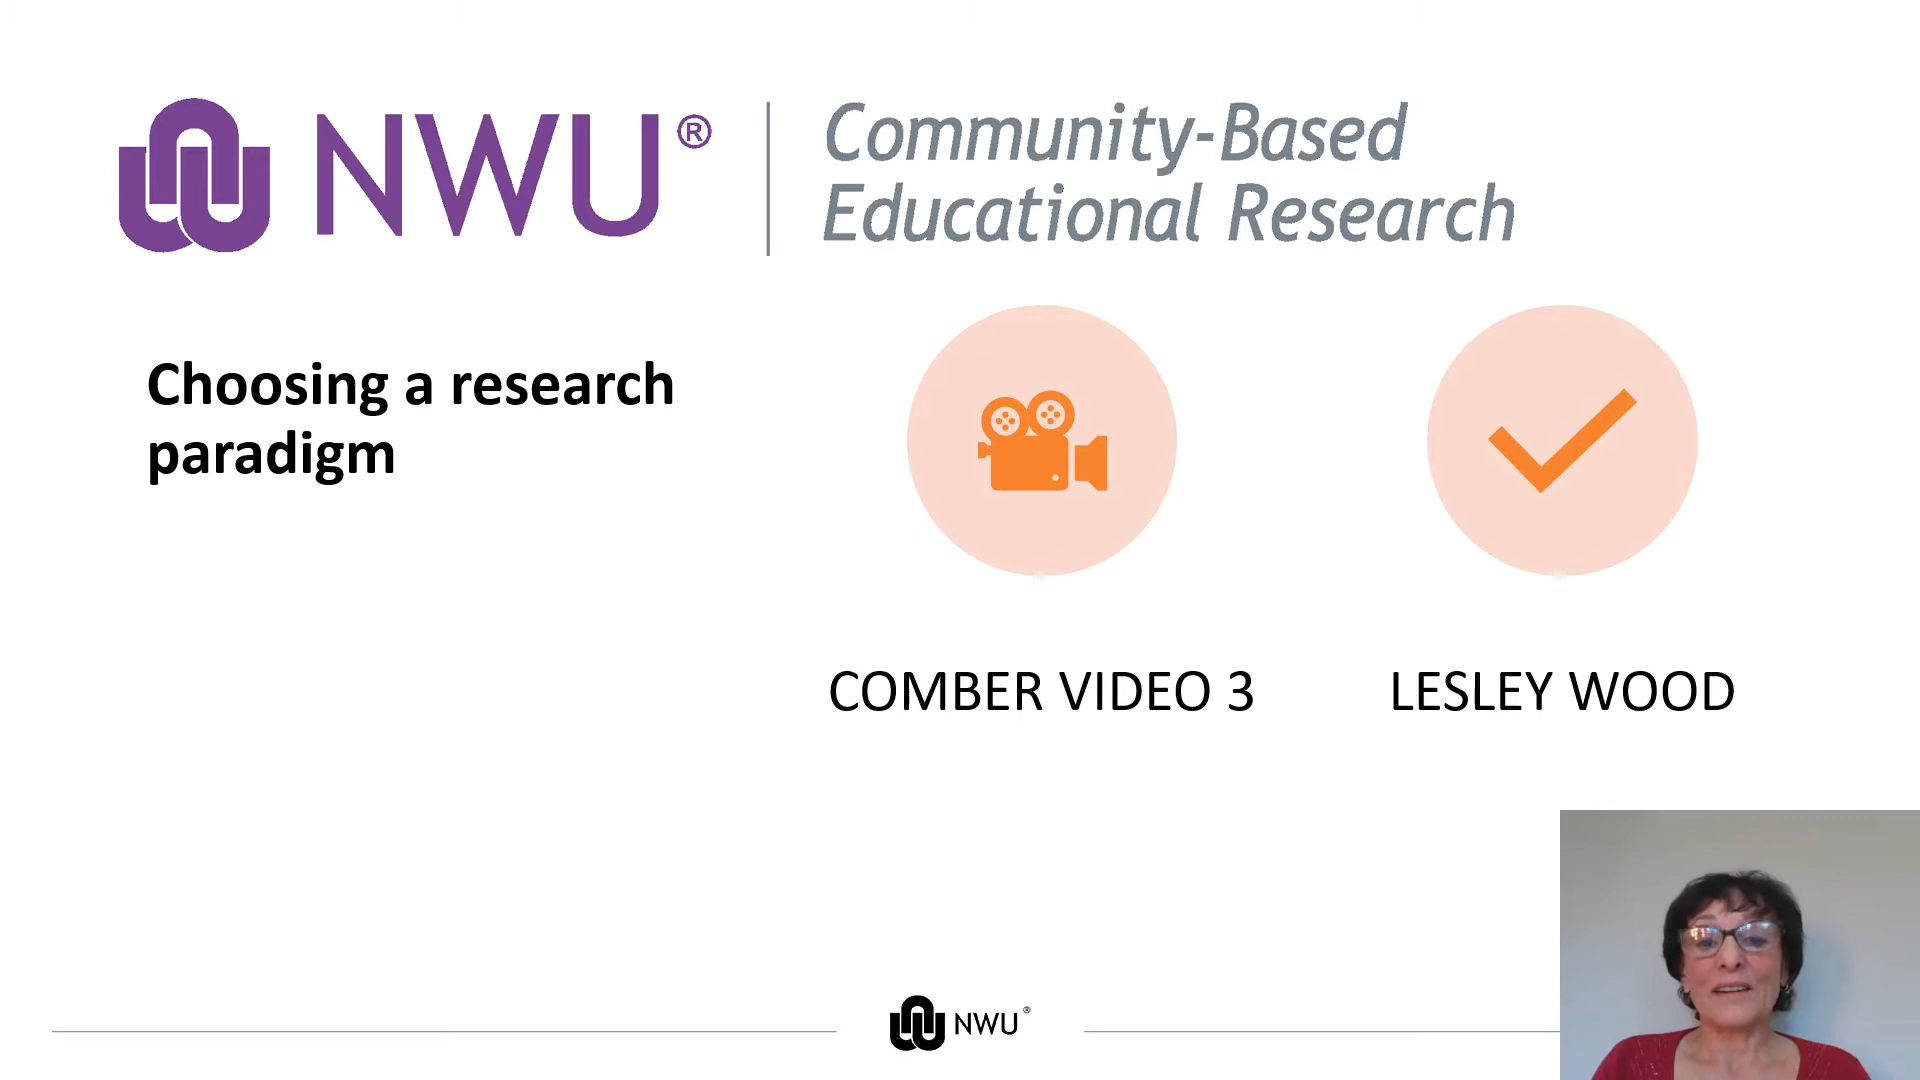 NWU®
Community-Based
Educational Research
Choosing a research
paradigm
COMBER VIDEO 3
LESLEY WOOD
NWU®